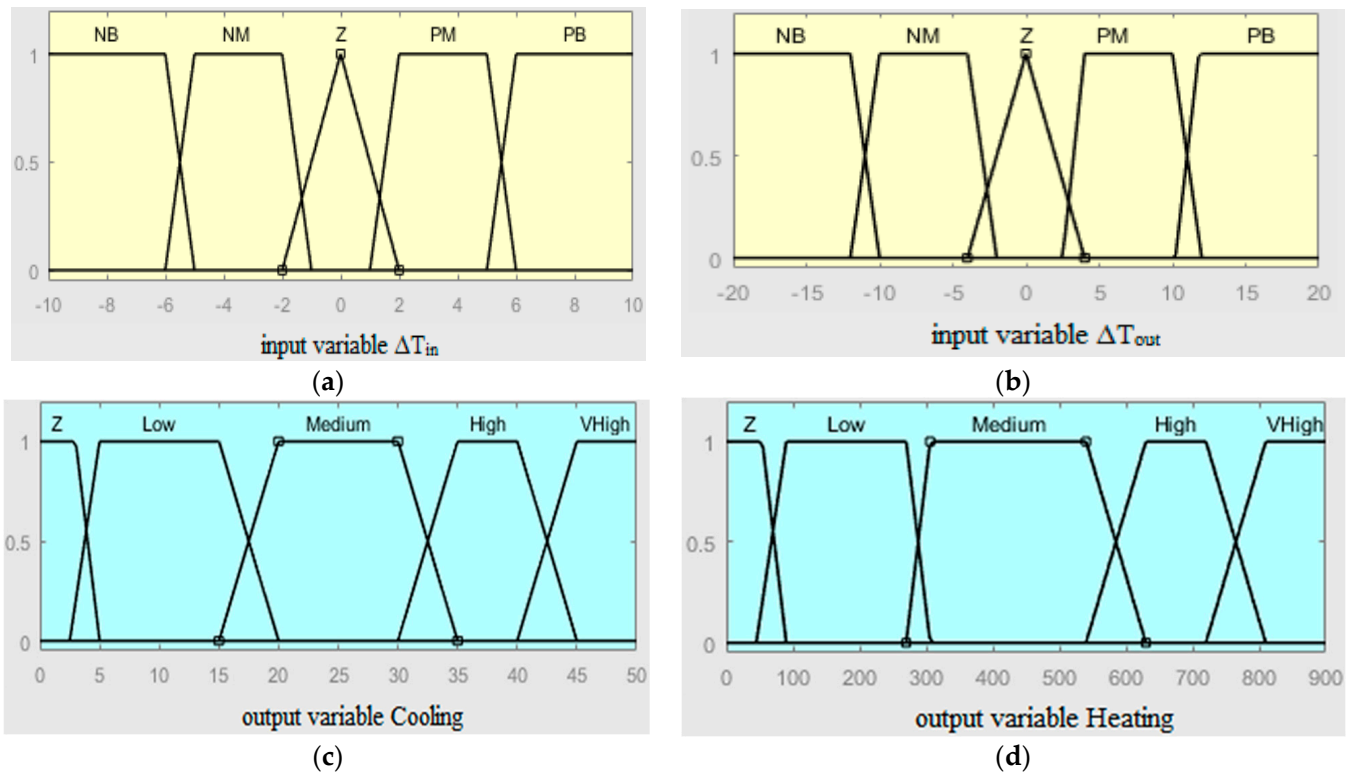 NB NM Z PM PB
1
0.5
0
-10 -8 -6 -4 -2 0 2 4 6 8 10
input variable ΔTin
(a)
NB NM Z PM PB
1
0.5
0
-20 -15 -10 -5 0 5 10 15 20
input variable ΔTout
(b)
Z Low Medium High VHigh
1
0.5
0
0 5 10 15 20 25 30 35 40 45 50
output variable Cooling
(c)
Z Low Medium High VHigh
1
0.5
0
0 100 200 300 400 500 600 700 800 900
output variable Heating
(d)